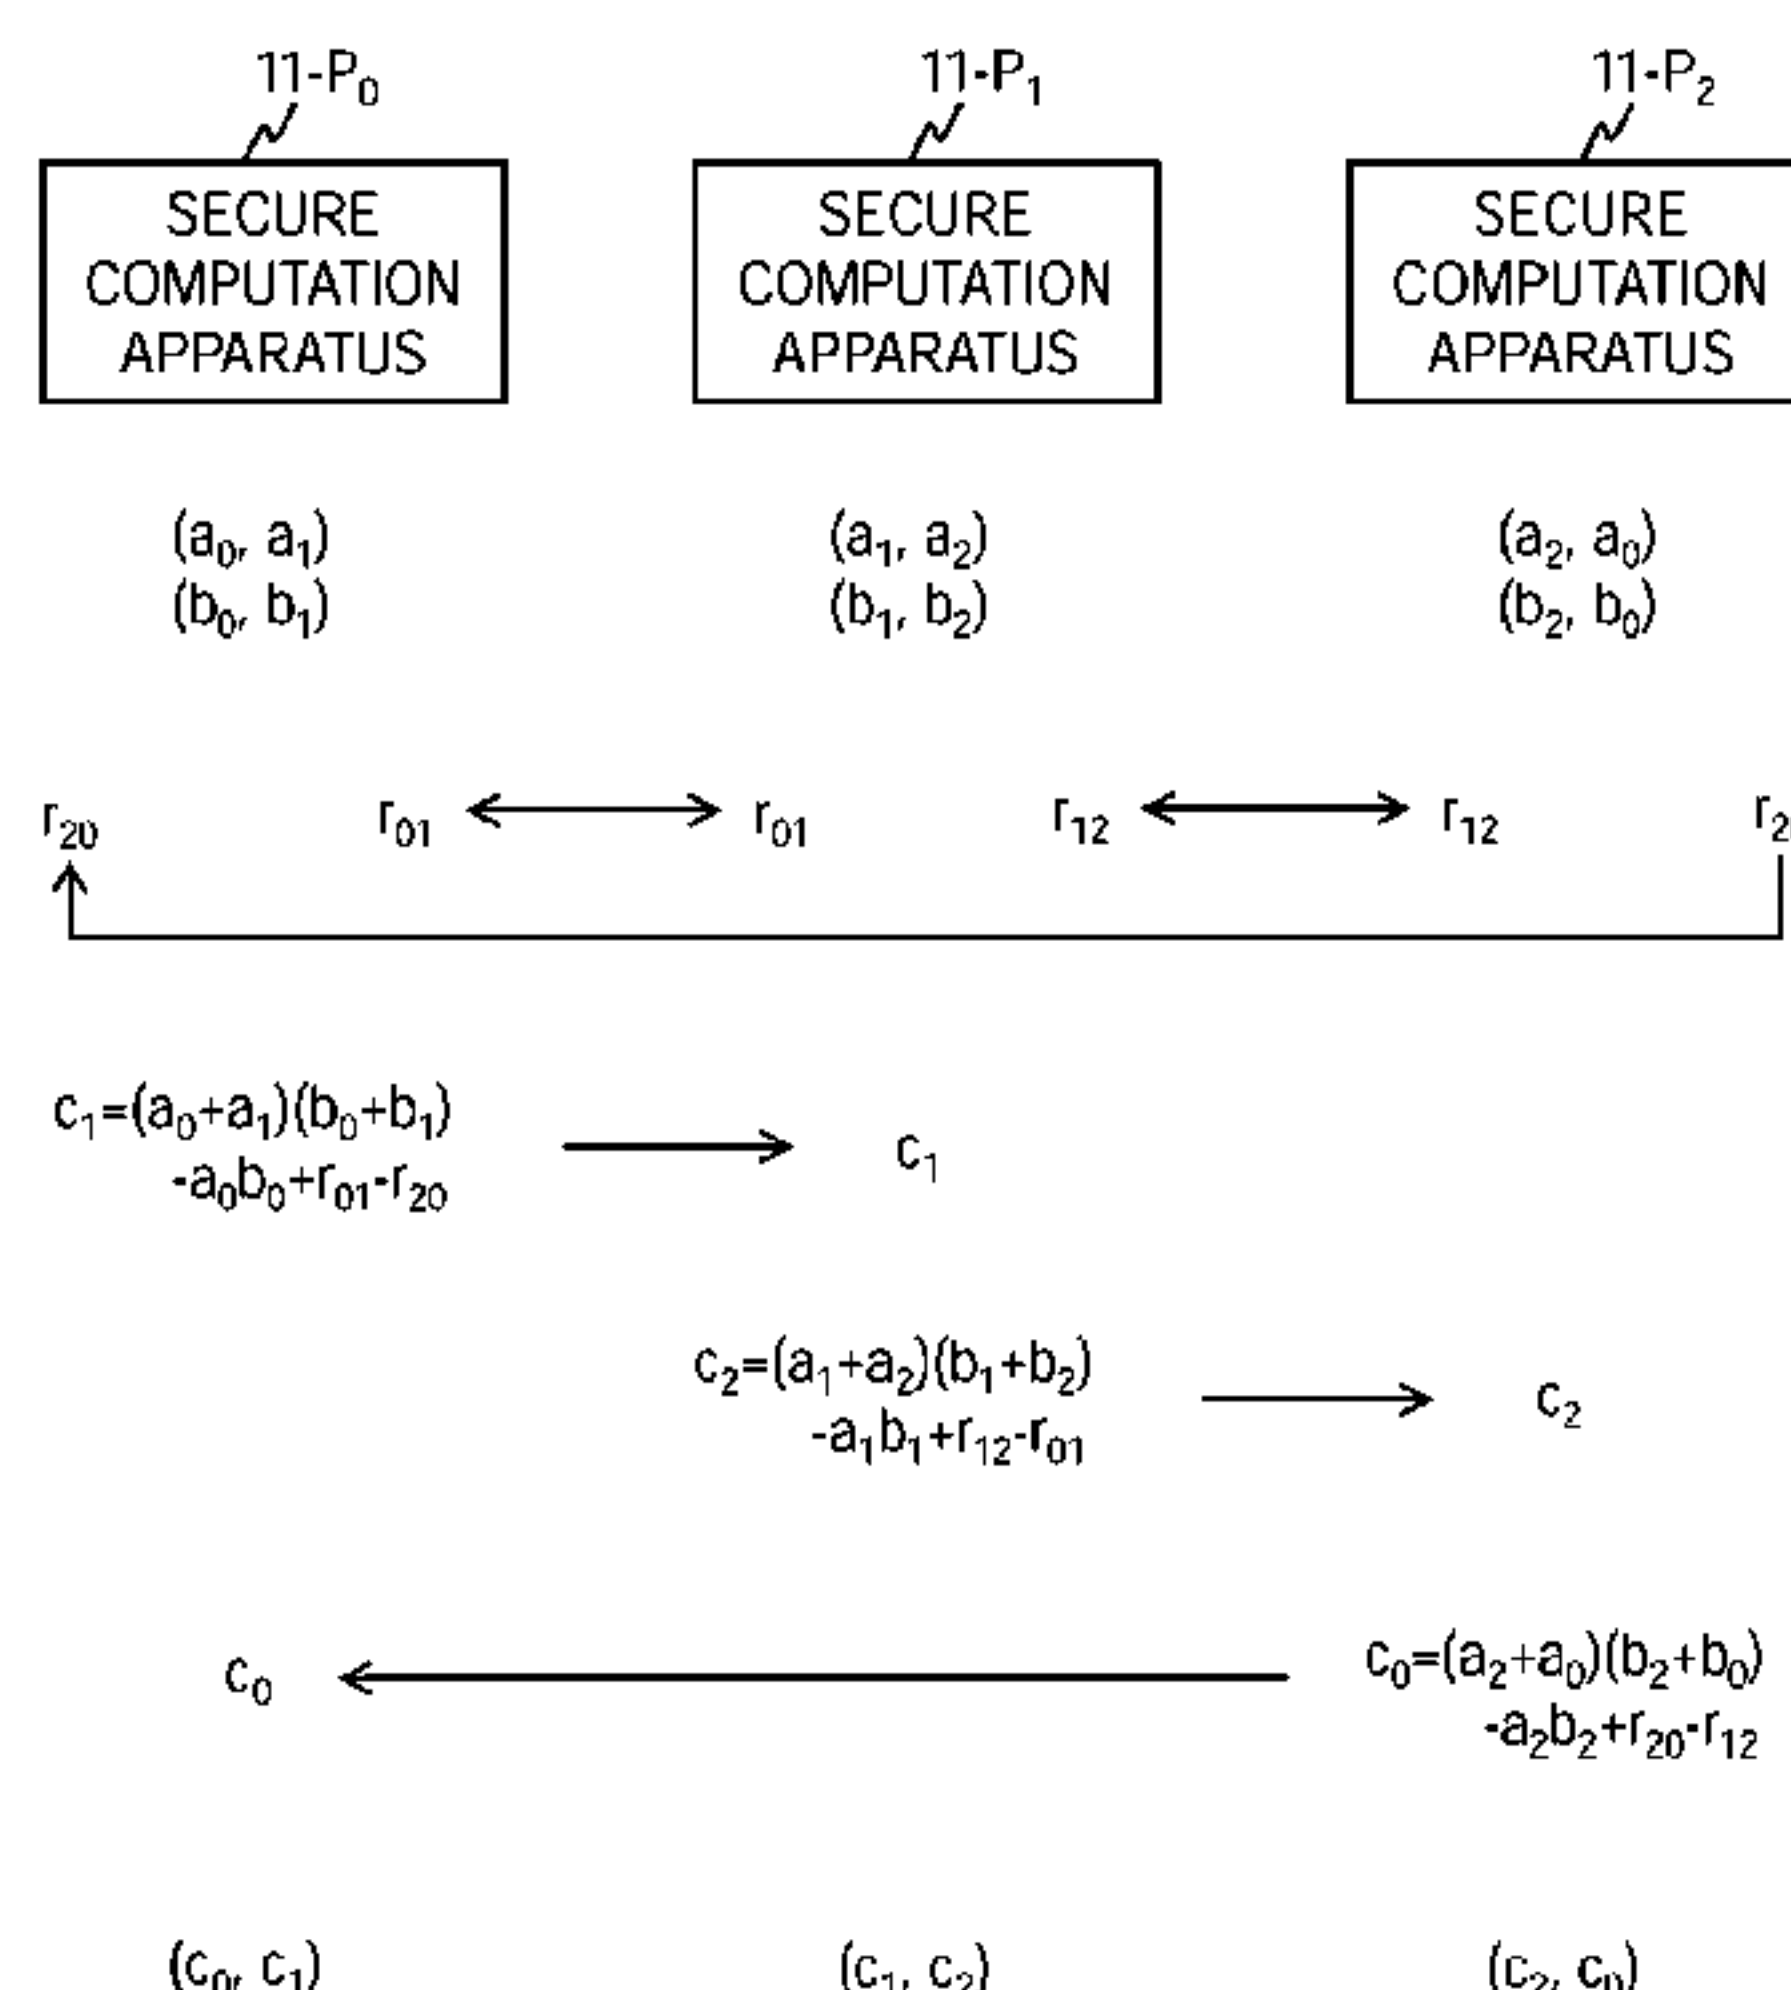 11-P₀ 11-P₁ 11-P₂
SECURE COMPUTATION APPARATUS
SECURE COMPUTATION APPARATUS
SECURE COMPUTATION APPARATUS
(a₀, a₁) (a₁, a₂) (a₂, a₀)
(b₀, b₁) (b₁, b₂) (b₂, b₀)
r₂₀ r₀₁ r₀₁ r₁₂ r₁₂ r₂
c₁=(a₀+a₁)(b₀+b₁)
-a₀b₀+r₀₁-r₂₀
c₁
c₂=(a₁+a₂)(b₁+b₂)
-a₁b₁+r₁₂-r₀₁
c₂
c₀
c₀=(a₂+a₀)(b₂+b₀)
-a₂b₂+r₂₀-r₁₂
(c₀, c₁) (c₁, c₂) (c₂, c₀)